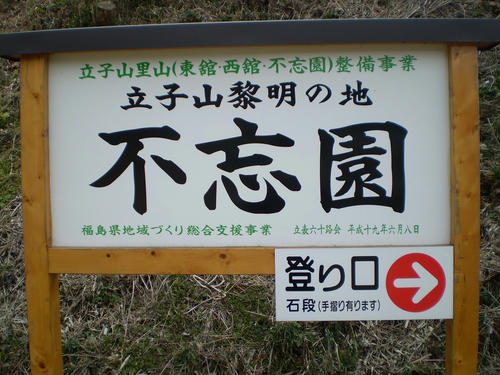 立子山里山(東舘・西舘・不忘園)整備事業
立子山黎明の地
不忘園
福島県地域づくり総合支援事業 立表六十路会 平成十九年六月八日
登り口
石段(手摺り有ります)